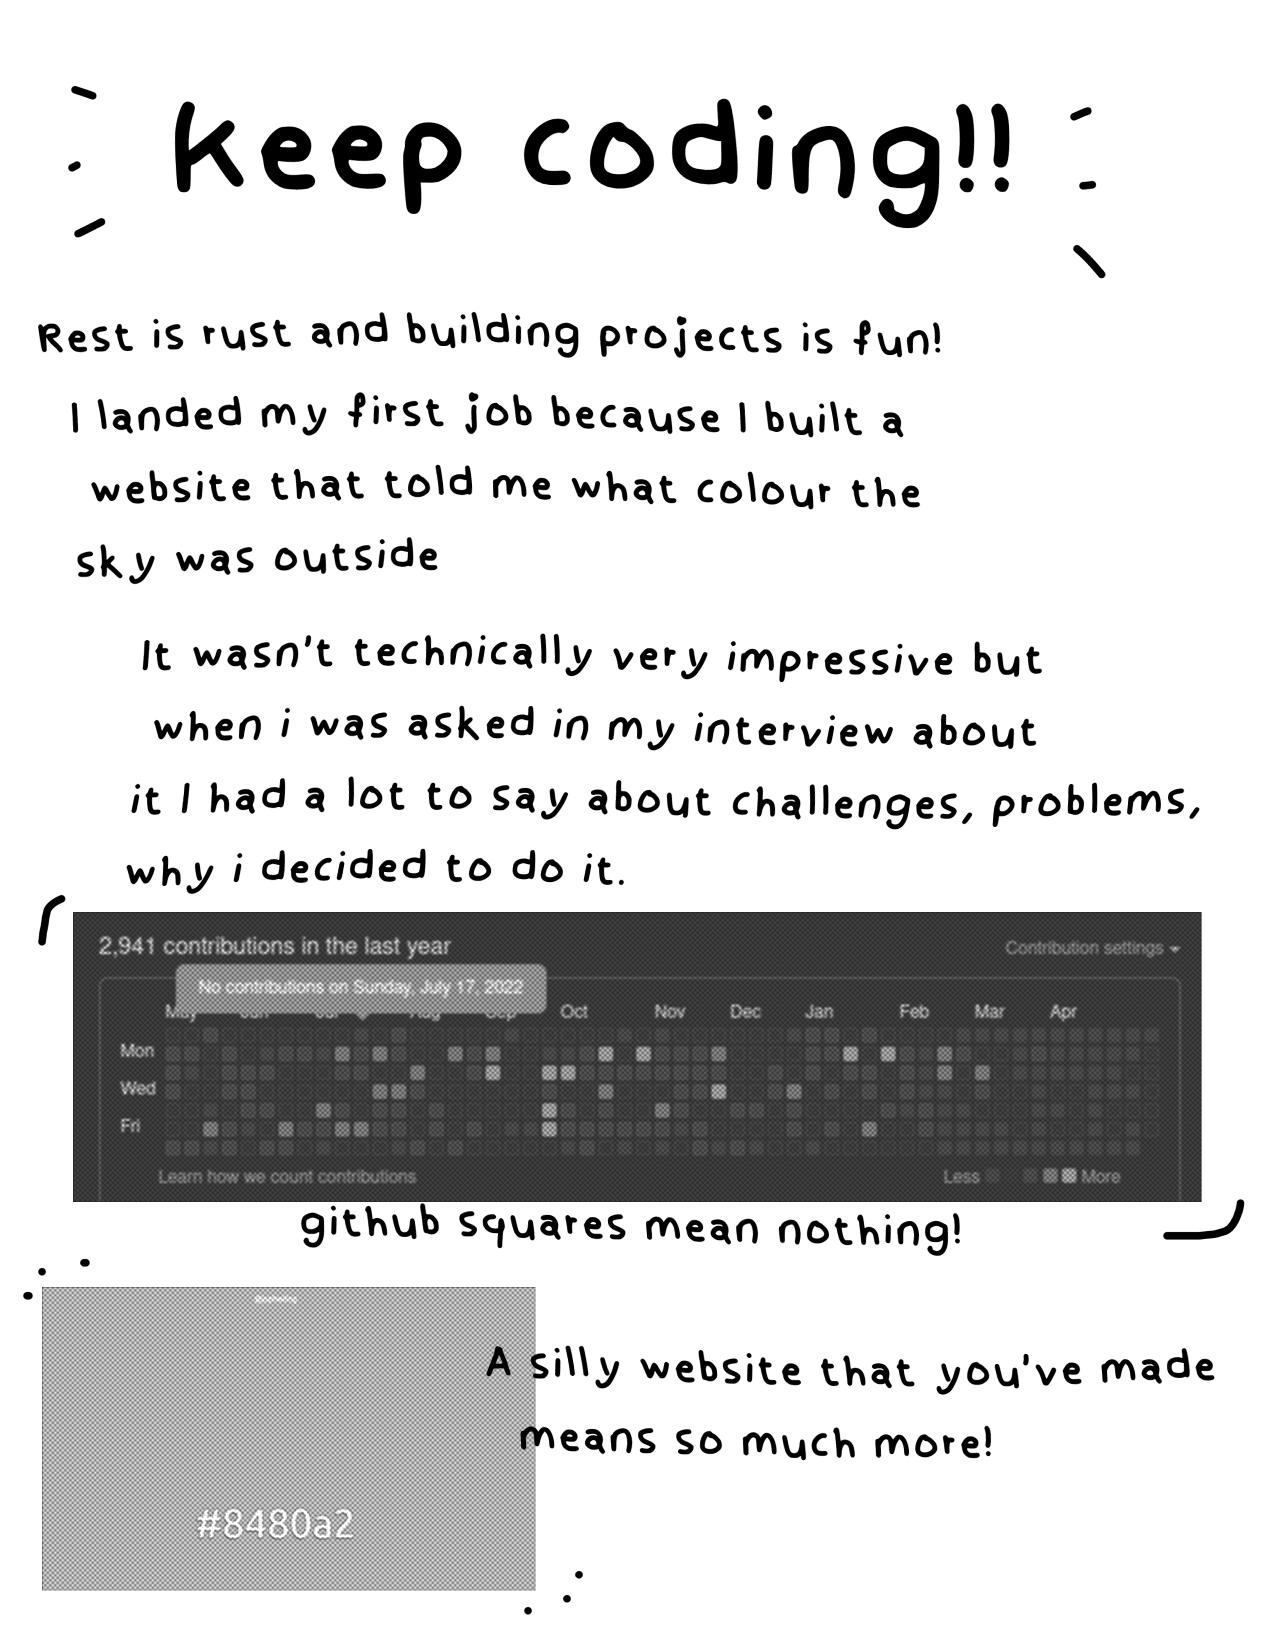 keep coding!!
Rest is rust and building projects is fun!
I landed my first job because I built a
website that told me what colour the
sky was outside
It wasn't technically very impressive but
when i was asked in my interview about
it I had a lot to say about challenges, problems,
why i decided to do it.
2,941 contributions in the last year
Contribution settings
No contributions on Sunday, July 17, 2022
May Jun Jul Aug Sep Oct Nov Dec Jan Feb Mar Apr
Mon
Wed
Fri
Learn how we count contributions
Less More
github squares mean nothing!
A silly website that you've made
means so much more!
#8480a2